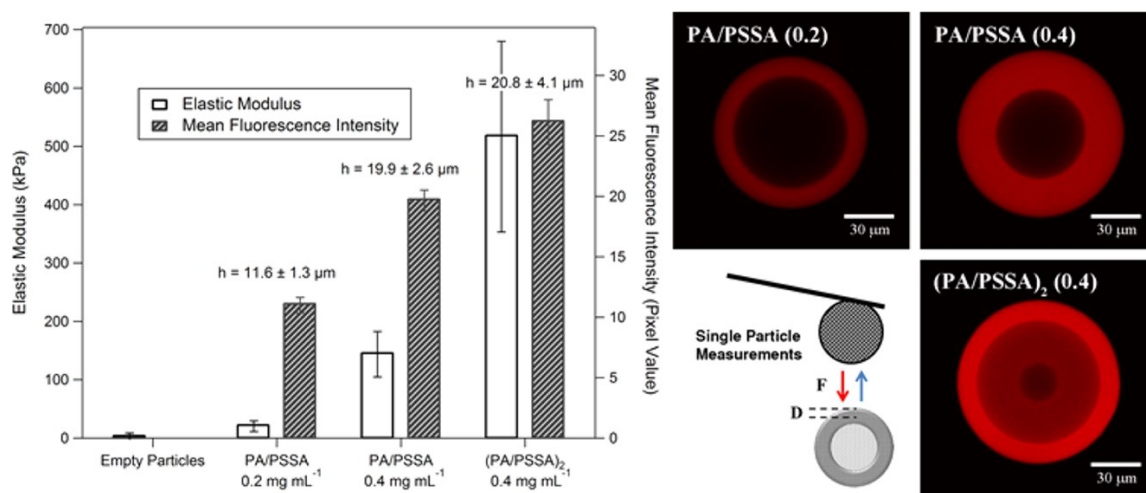 700
600
500
400
300
200
100
0
Elastic Modulus (kPa)
Elastic Modulus
Mean Fluorescence Intensity
h = 11.6 ± 1.3 µm
h = 19.9 ± 2.6 µm
h = 20.8 ± 4.1 µm
30
25
20
15
10
5
0
Mean Fluorescence Intensity (Pixel Value)
Empty Particles
PA/PSSA
0.2 mg mL⁻¹
PA/PSSA
0.4 mg mL⁻¹
(PA/PSSA)₂
0.4 mg mL⁻¹
PA/PSSA (0.2)
30 µm
PA/PSSA (0.4)
30 µm
Single Particle
Measurements
F
D
(PA/PSSA)₂ (0.4)
30 µm